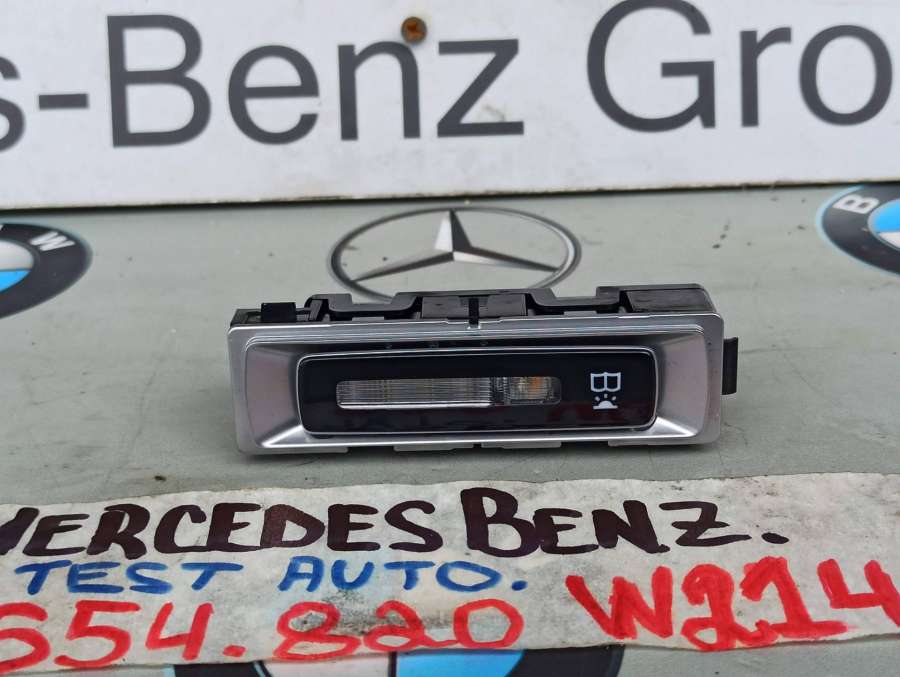 s-Benz Gro
W
B
MERCEDES BENZ.
TEST AUTO.
654.820 W214